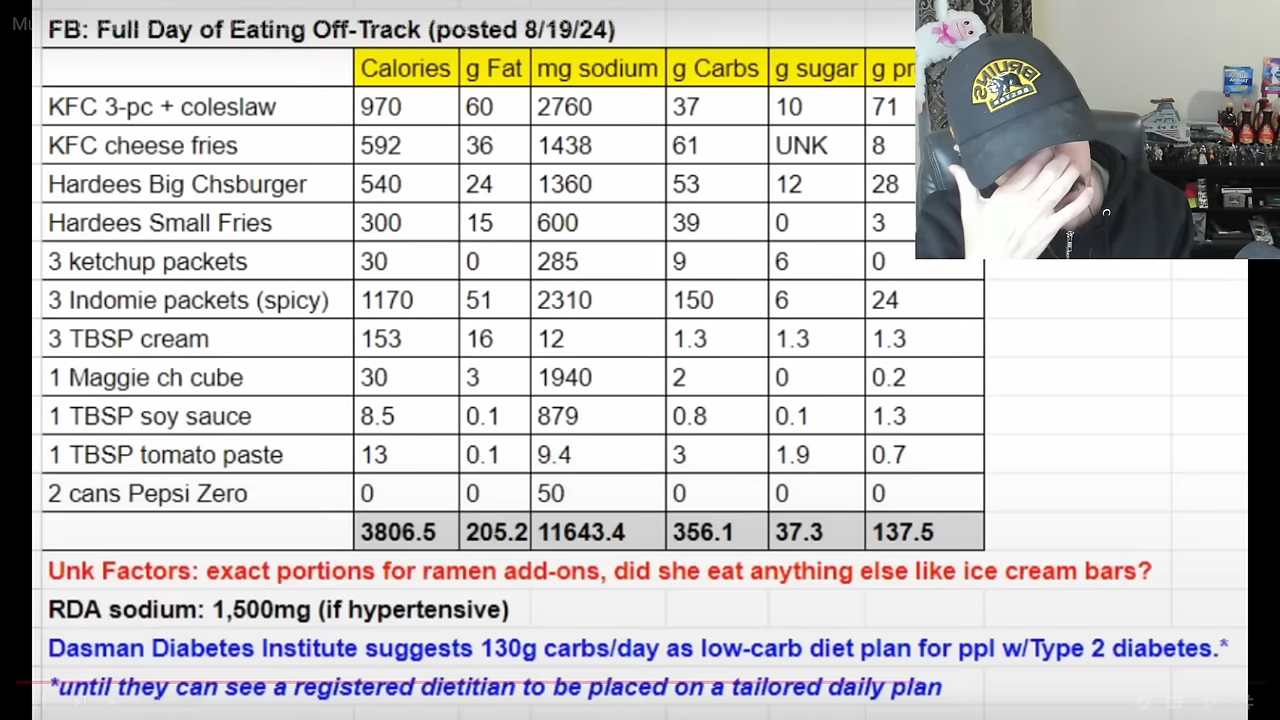 FB: Full Day of Eating Off-Track (posted 8/19/24)
Calories g Fat mg sodium g Carbs g sugar g pr
KFC 3-pc + coleslaw 970 60 2760 37 10 71
KFC cheese fries 592 36 1438 61 UNK 8
Hardees Big Chsburger 540 24 1360 53 12 28
Hardees Small Fries 300 15 600 39 0 3
3 ketchup packets 30 0 285 9 6 0
3 Indomie packets (spicy) 1170 51 2310 150 6 24
3 TBSP cream 153 16 12 1.3 1.3 1.3
1 Maggie ch cube 30 3 1940 2 0 0.2
1 TBSP soy sauce 8.5 0.1 879 0.8 0.1 1.3
1 TBSP tomato paste 13 0.1 9.4 3 1.9 0.7
2 cans Pepsi Zero 0 0 50 0 0 0
3806.5 205.2 11643.4 356.1 37.3 137.5
Unk Factors: exact portions for ramen add-ons, did she eat anything else like ice cream bars?
RDA sodium: 1,500mg (if hypertensive)
Dasman Diabetes Institute suggests 130g carbs/day as low-carb diet plan for ppl w/Type 2 diabetes.*
*until they can see a registered dietitian to be placed on a tailored daily plan
BRUINS
BOSTON